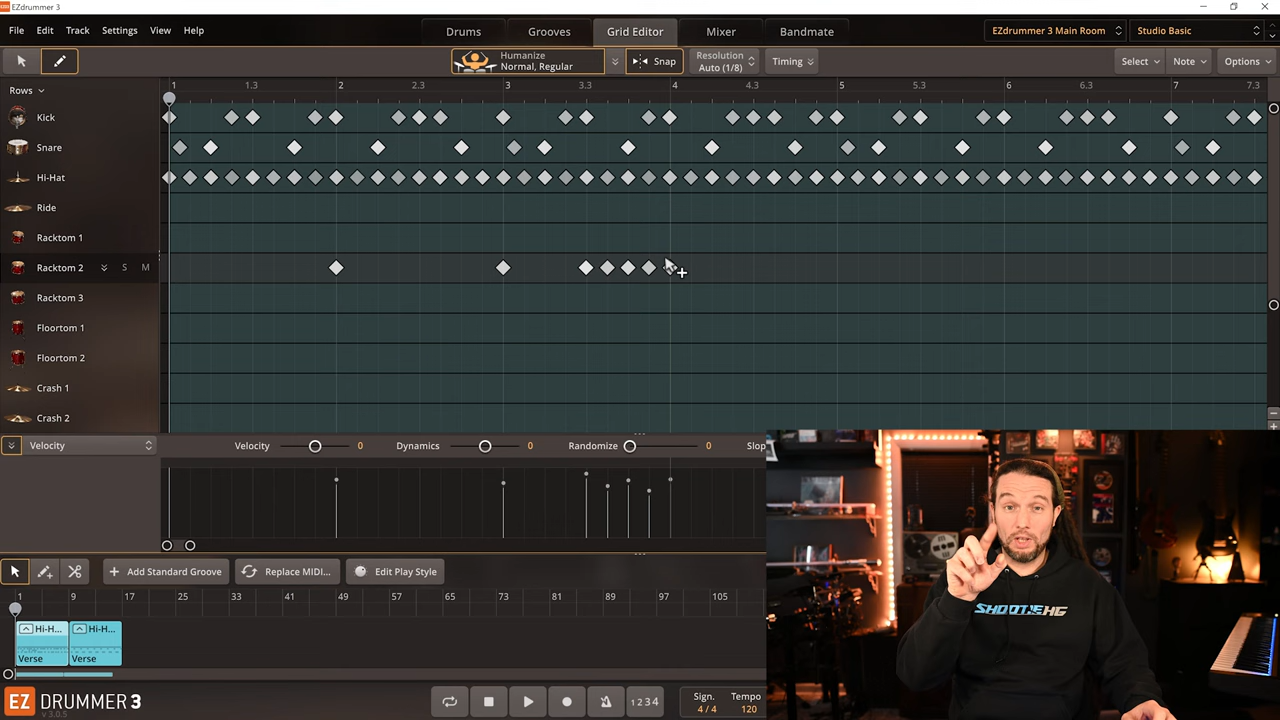 EZ EZdrummer 3
File Edit Track Settings View Help
Drums Grooves Grid Editor Mixer Bandmate
EZdrummer 3 Main Room Studio Basic
Humanize
Normal, Regular
Snap
Resolution
Auto (1/8)
Timing
Select Note Options
Rows
1 1.3 2 2.3 3 3.3 4 4.3 5 5.3 6 6.3 7 7.3
Kick
Snare
Hi-Hat
Ride
Racktom 1
Racktom 2 S M
Racktom 3
Floortom 1
Floortom 2
Crash 1
Crash 2
Velocity Velocity 0 Dynamics 0 Randomize 0 Slop
Add Standard Groove Replace MIDI... Edit Play Style
1 9 17 25 33 41 49 57 65 73 81 89 97 105
Hi-H... Hi-H...
Verse Verse
SHOOTIEHG
EZ DRUMMER 3
v 3.0.5
1 2 3 4
Sign. Tempo
4 / 4 120